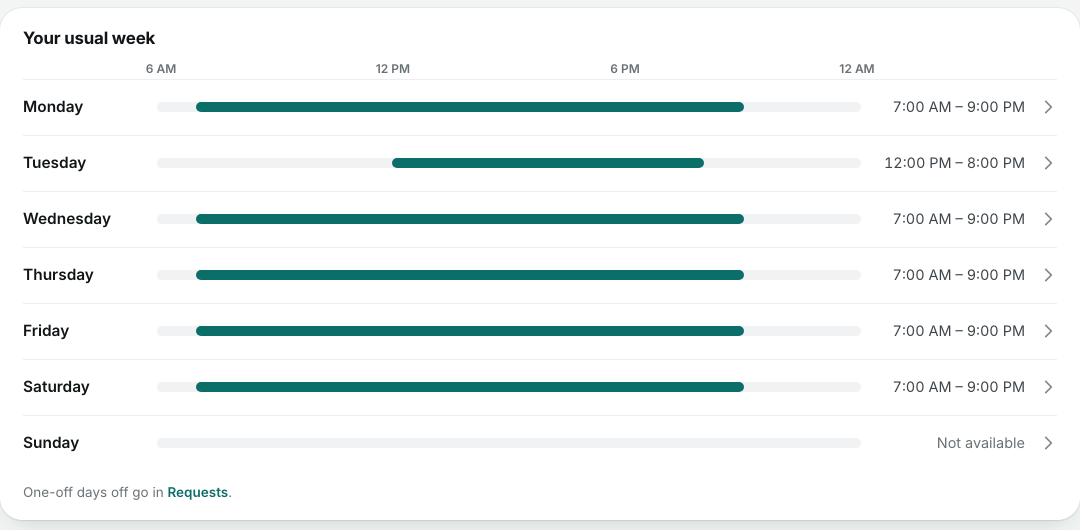 Your usual week
6 AM 12 PM 6 PM 12 AM
Monday 7:00 AM – 9:00 PM
Tuesday 12:00 PM – 8:00 PM
Wednesday 7:00 AM – 9:00 PM
Thursday 7:00 AM – 9:00 PM
Friday 7:00 AM – 9:00 PM
Saturday 7:00 AM – 9:00 PM
Sunday Not available
One-off days off go in Requests.